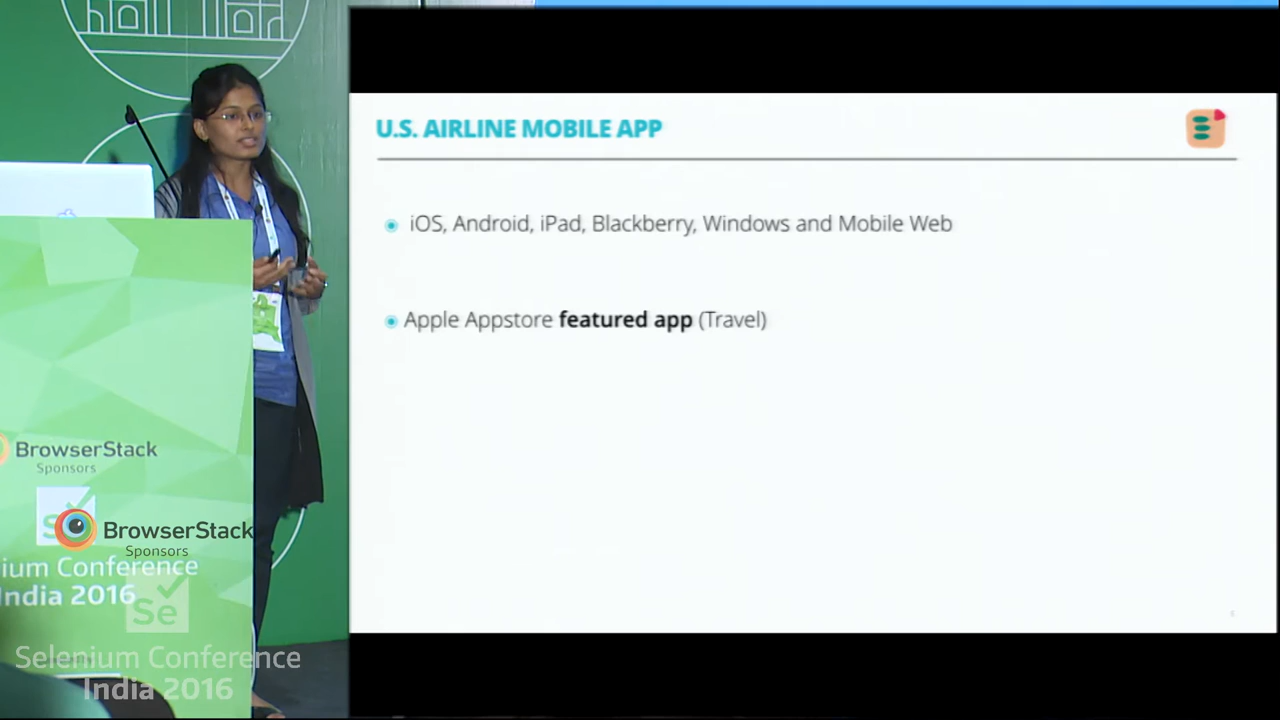 U.S. AIRLINE MOBILE APP
iOS, Android, iPad, Blackberry, Windows and Mobile Web
Apple Appstore featured app (Travel)
BrowserStack
Sponsors
BrowserStack
Sponsors
ium Conference
India 2016
Se
Selenium Conference
India 2016